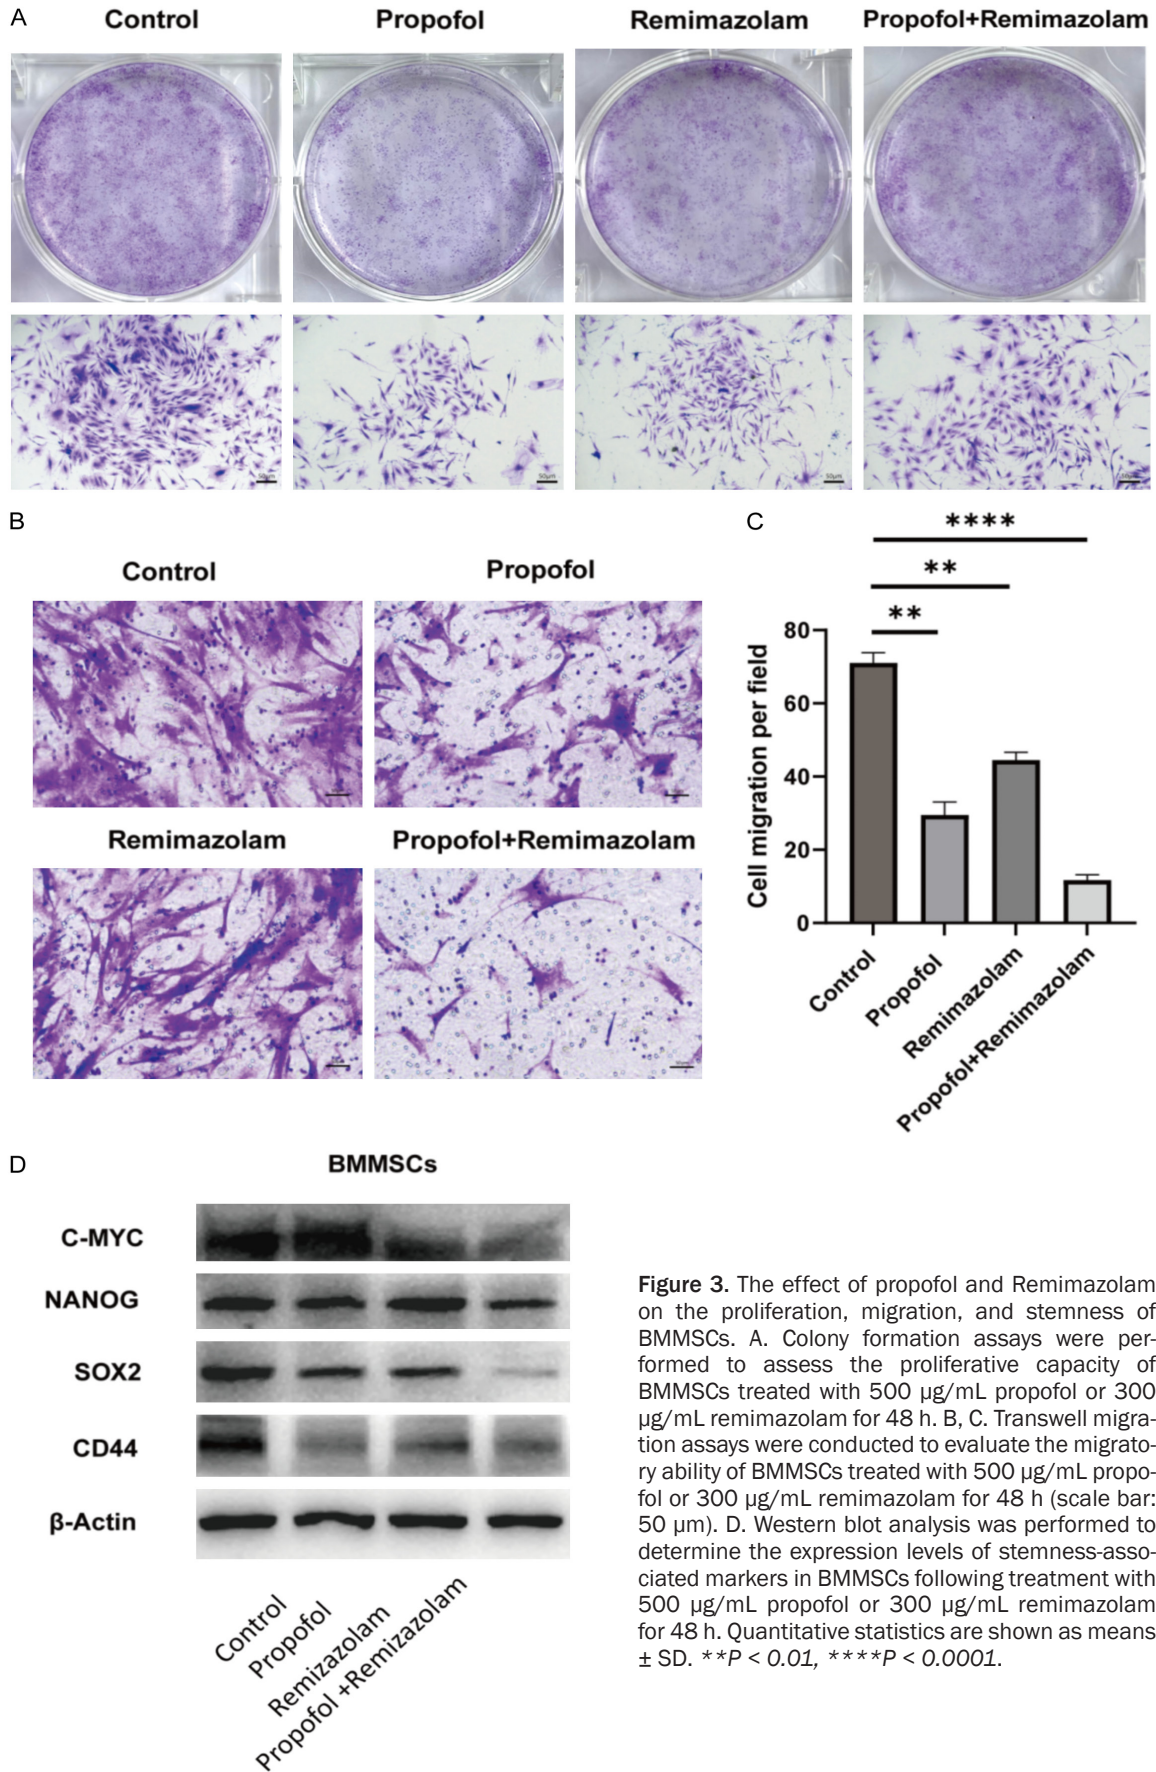 A
Control
Propofol
Remimazolam
Propofol+Remimazolam
50μm
50μm
50μm
B
Control
Propofol
Remimazolam
Propofol+Remimazolam
C
****
**
**
Cell migration per field
80
60
40
20
0
Control
Propofol
Remimazolam
Propofol+Remimazolam
D
BMMSCs
C-MYC
NANOG
SOX2
CD44
β-Actin
Control
Propofol
Remizazolam
Propofol +Remizazolam
Figure 3. The effect of propofol and Remimazolam
on the proliferation, migration, and stemness of
BMMSCs. A. Colony formation assays were per-
formed to assess the proliferative capacity of
BMMSCs treated with 500 μg/mL propofol or 300
μg/mL remimazolam for 48 h. B, C. Transwell migra-
tion assays were conducted to evaluate the migrato-
ry ability of BMMSCs treated with 500 μg/mL propo-
fol or 300 μg/mL remimazolam for 48 h (scale bar:
50 μm). D. Western blot analysis was performed to
determine the expression levels of stemness-asso-
ciated markers in BMMSCs following treatment with
500 μg/mL propofol or 300 μg/mL remimazolam
for 48 h. Quantitative statistics are shown as means
± SD. **P < 0.01, ****P < 0.0001.